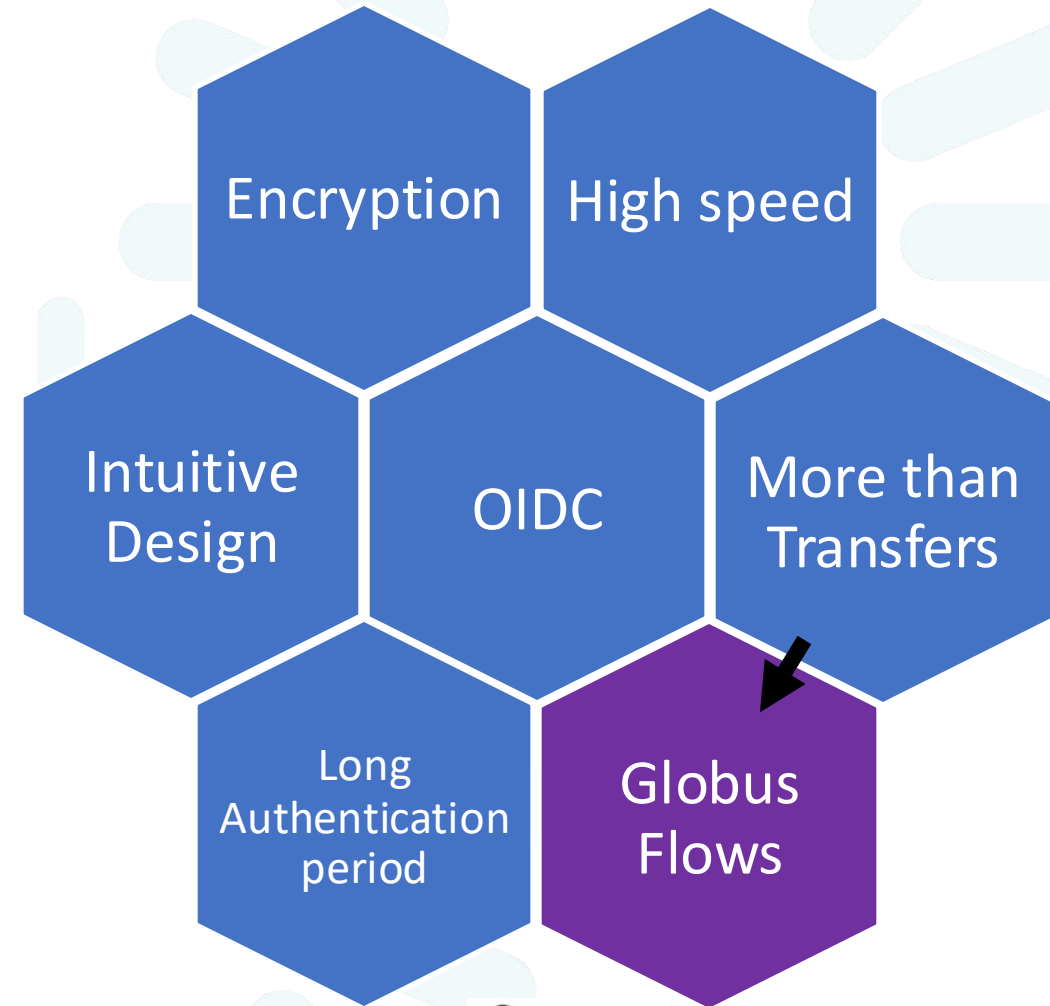 Encryption
High speed
Intuitive
Design
OIDC
More than
Transfers
Long
Authentication
period
Globus
Flows